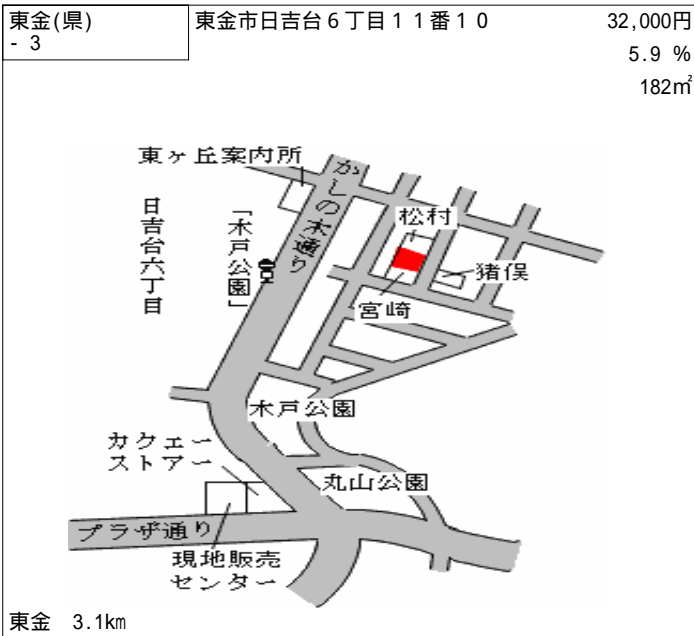 東金(県)
- 3
東金市日吉台６丁目１１番１０
32,000円
5.9 %
182㎡
東ヶ丘案内所
かしの木通り
日吉台六丁目
「木戸公園」
松村
猪俣
宮崎
木戸公園
カクエー
ストアー
丸山公園
プラザ通り
現地販売
センター
東金 3.1km